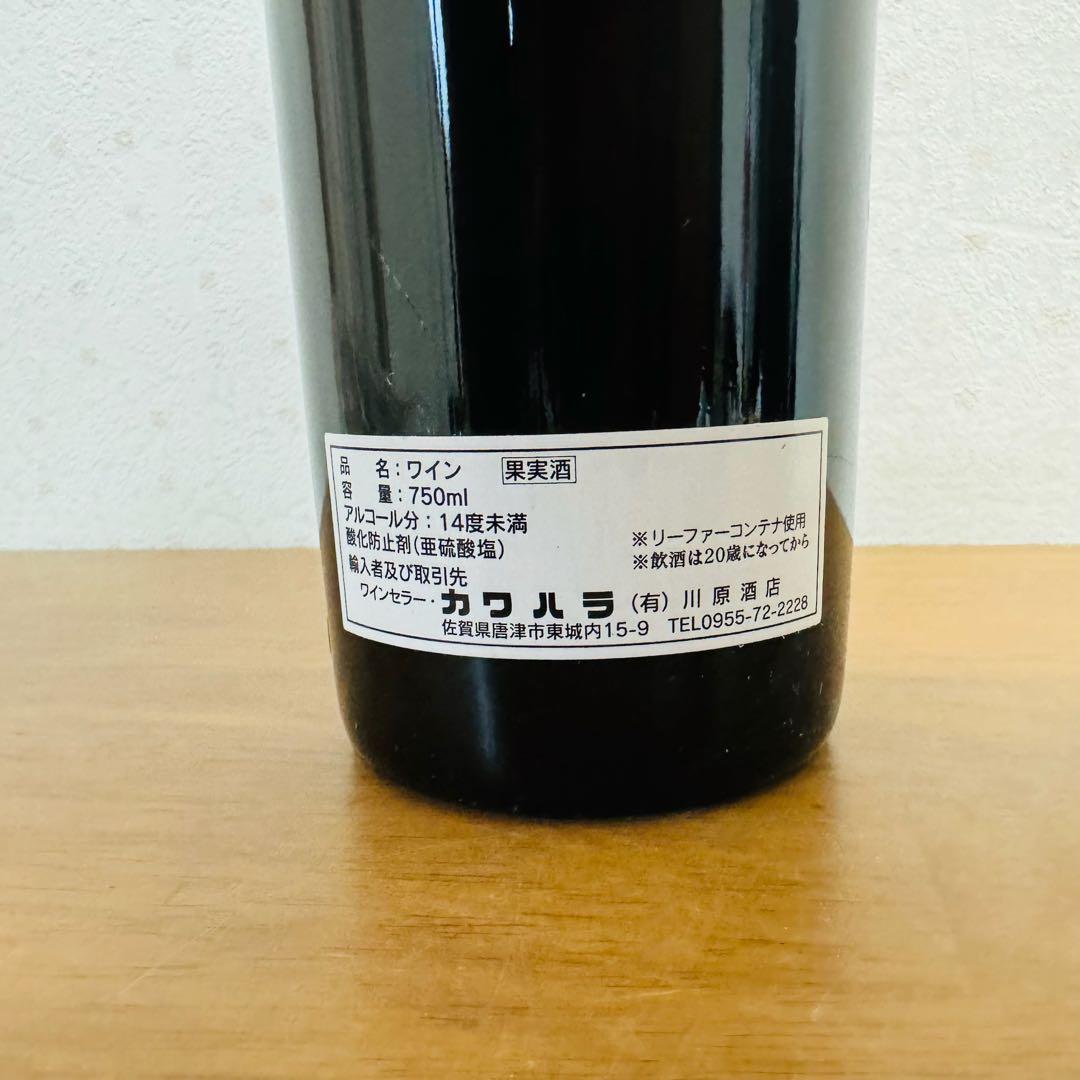 品　名：ワイン　果実酒
容　量：750ml
アルコール分：14度未満
酸化防止剤(亜硫酸塩)
※リーファーコンテナ使用
※飲酒は20歳になってから
輸入者及び取引先
ワインセラー・カワハラ (有) 川原酒店
佐賀県唐津市東城内15-9　TEL0955-72-2228